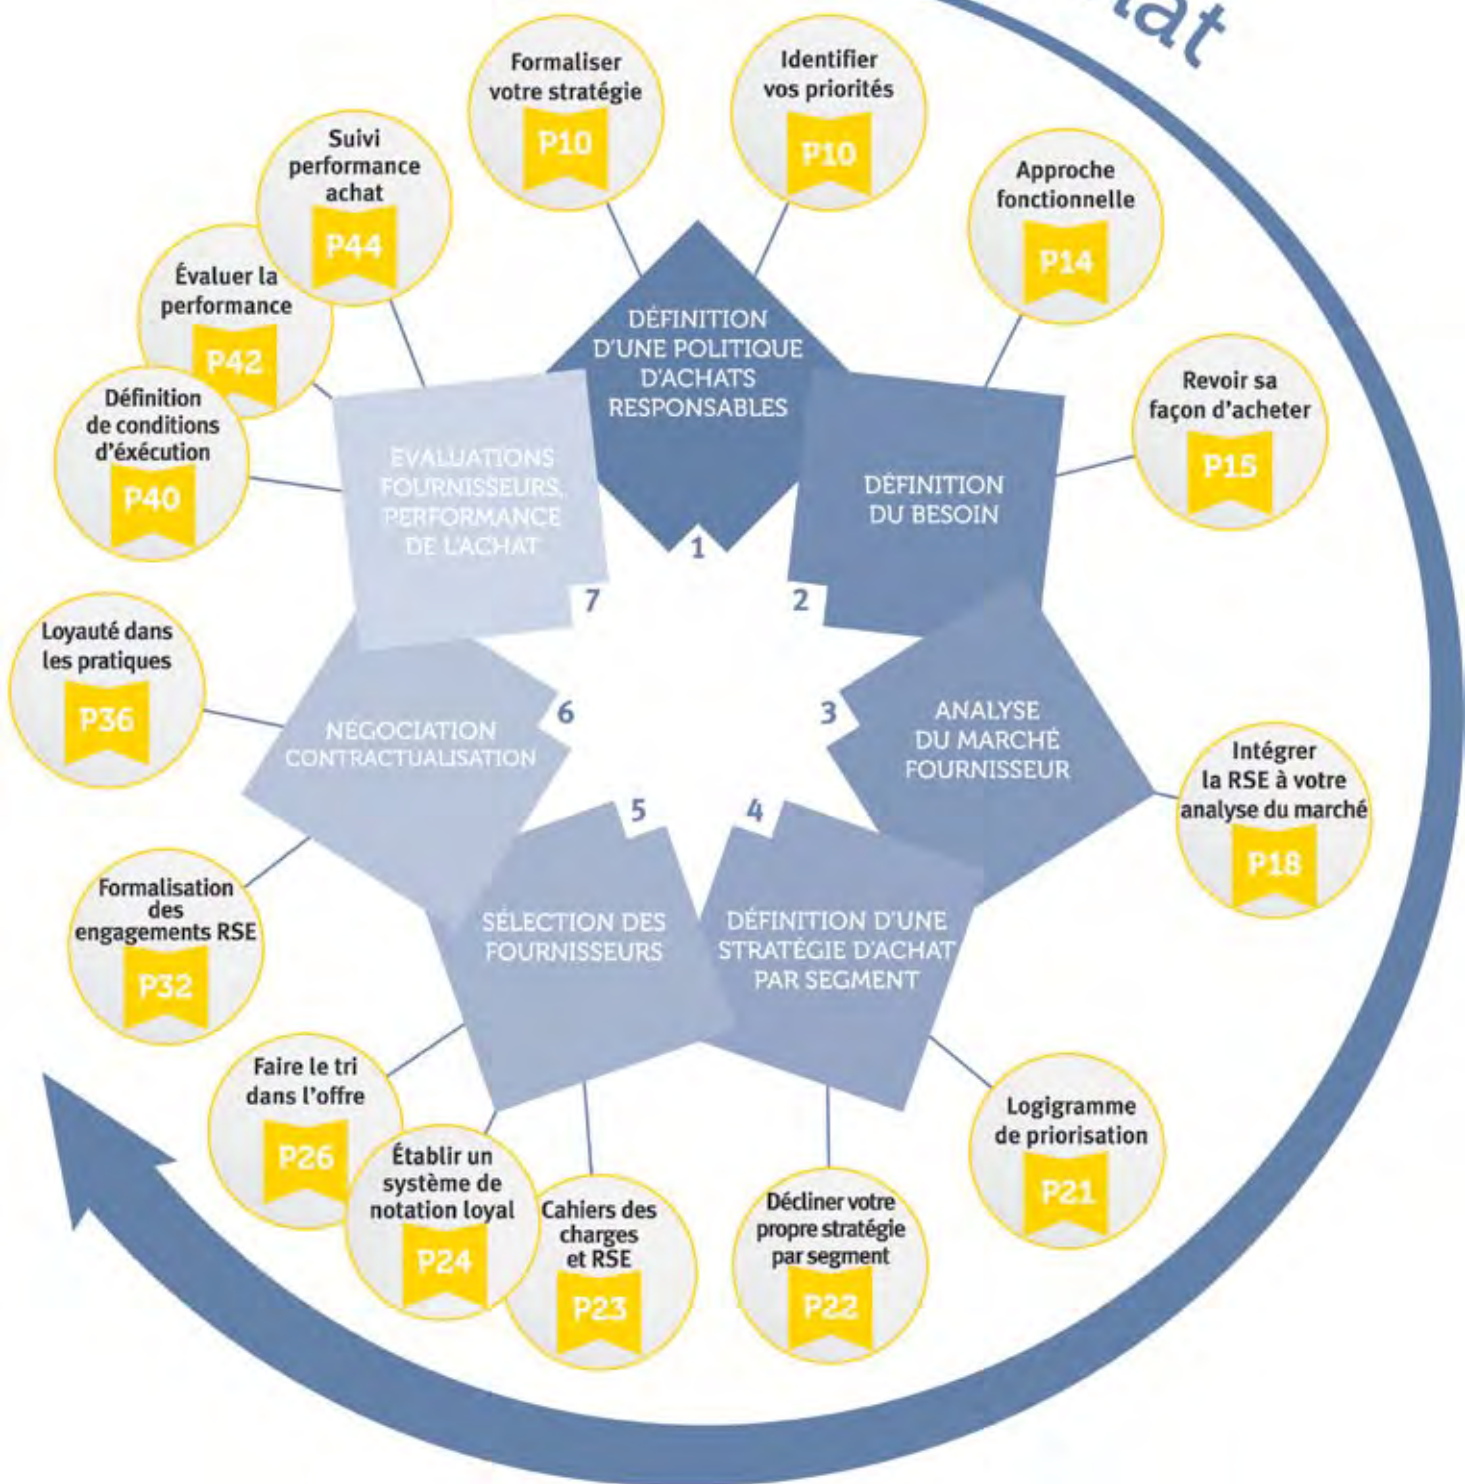 Formaliser
votre stratégie
P10
Identifier
vos priorités
P10
Approche
fonctionnelle
P14
Revoir sa
façon d'acheter
P15
Intégrer
la RSE à votre
analyse du marché
P18
Logigramme
de priorisation
P21
Décliner votre
propre stratégie
par segment
P22
Cahiers des
charges
et RSE
P23
Établir un
système de
notation loyal
P24
Faire le tri
dans l'offre
P26
Formalisation
des
engagements RSE
P32
Loyauté dans
les pratiques
P36
Définition
de conditions
d'éxécution
P40
Évaluer la
performance
P42
Suivi
performance
achat
P44
DÉFINITION
D'UNE POLITIQUE
D'ACHATS
RESPONSABLES
1
DÉFINITION
DU BESOIN
2
ANALYSE
DU MARCHÉ
FOURNISSEUR
3
DÉFINITION D'UNE
STRATÉGIE D'ACHAT
PAR SEGMENT
4
SÉLECTION DES
FOURNISSEURS
5
NÉGOCIATION
CONTRACTUALISATION
6
EVALUATIONS
FOURNISSEURS,
PERFORMANCE
DE L'ACHAT
7